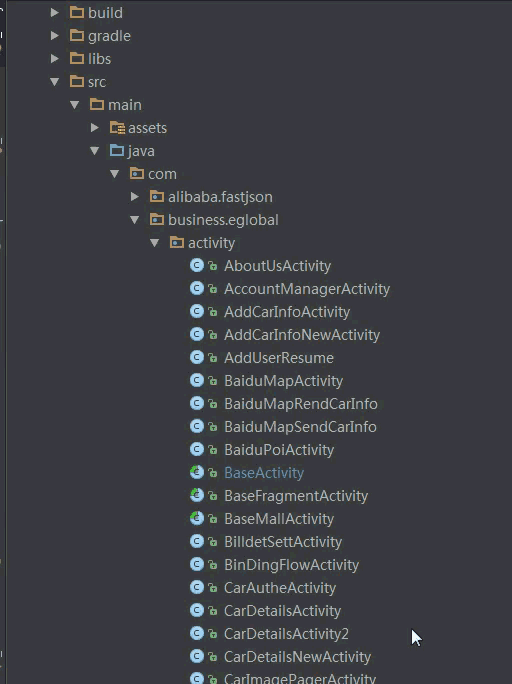 build
gradle
libs
src
main
assets
java
com
alibaba.fastjson
business.eglobal
activity
AboutUsActivity
AccountManagerActivity
AddCarInfoActivity
AddCarInfoNewActivity
AddUserResume
BaiduMapActivity
BaiduMapRendCarInfo
BaiduMapSendCarInfo
BaiduPoiActivity
BaseActivity
BaseFragmentActivity
BaseMallActivity
BilldetSettActivity
BinDingFlowActivity
CarAutheActivity
CarDetailsActivity
CarDetailsActivity2
CarDetailsNewActivity
CarImagePagerActivity